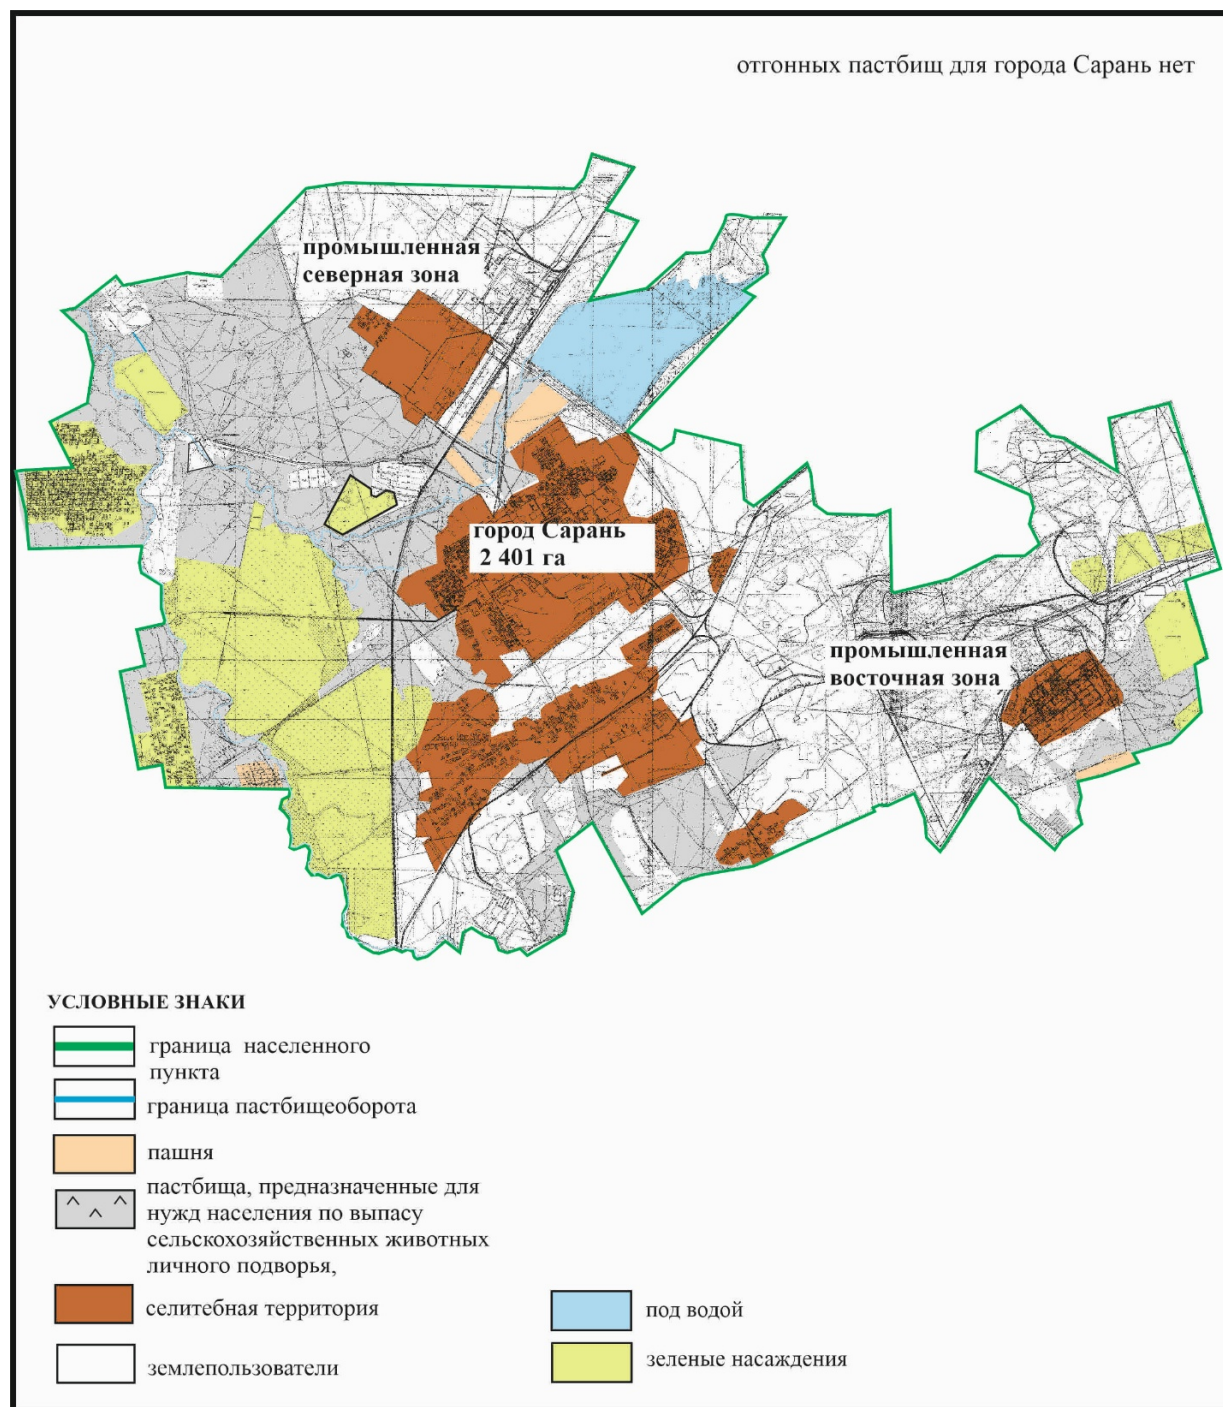 отгонных пастбищ для города Сарань нет
промышленная
северная зона
город Сарань
2 401 га
промышленная
восточная зона
УСЛОВНЫЕ ЗНАКИ
граница населенного
пункта
граница пастбищеоборота
пашня
пастбища, предназначенные для
нужд населения по выпасу
сельскохозяйственных животных
личного подворья,
селитебная территория
землепользователи
под водой
зеленые насаждения